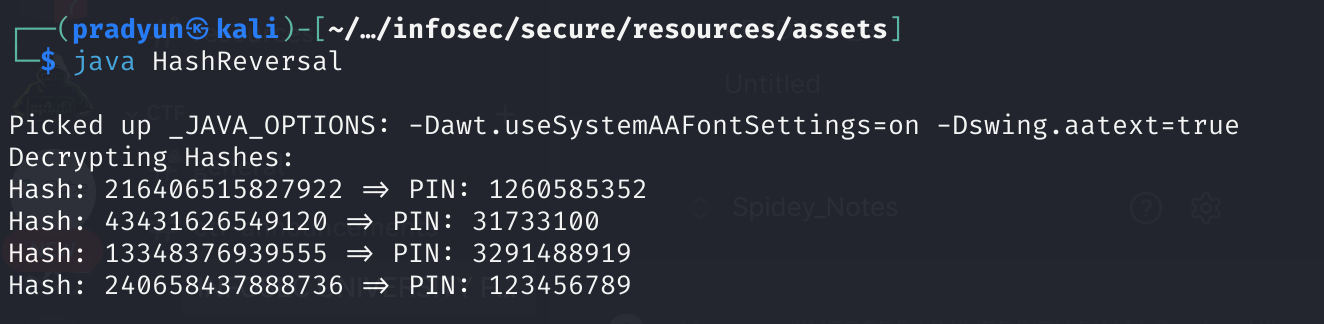 ┌──(pradyun㉿kali)-[~/…/infosec/secure/resources/assets]
└─$ java HashReversal
Untitled
CTF
Picked up _JAVA_OPTIONS: -Dawt.useSystemAAFontSettings=on -Dswing.aatext=true
Decrypting Hashes:
Hash: 216406515827922 => PIN: 1260585352
Hash: 43431626549120 => PIN: 31733100
Spidey_Notes
Hash: 13348376939555 => PIN: 3291488919
Hash: 240658437888736 => PIN: 123456789